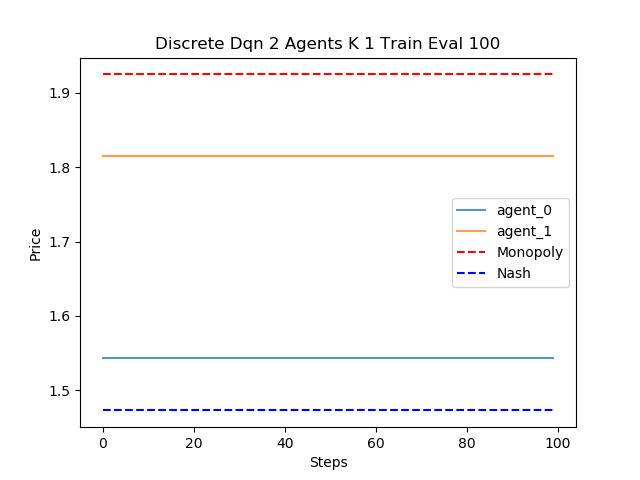 Discrete Dqn 2 Agents K 1 Train Eval 100
Price
1.9
1.8
1.7
1.6
1.5
agent_0
agent_1
Monopoly
Nash
0 20 40 60 80 100
Steps